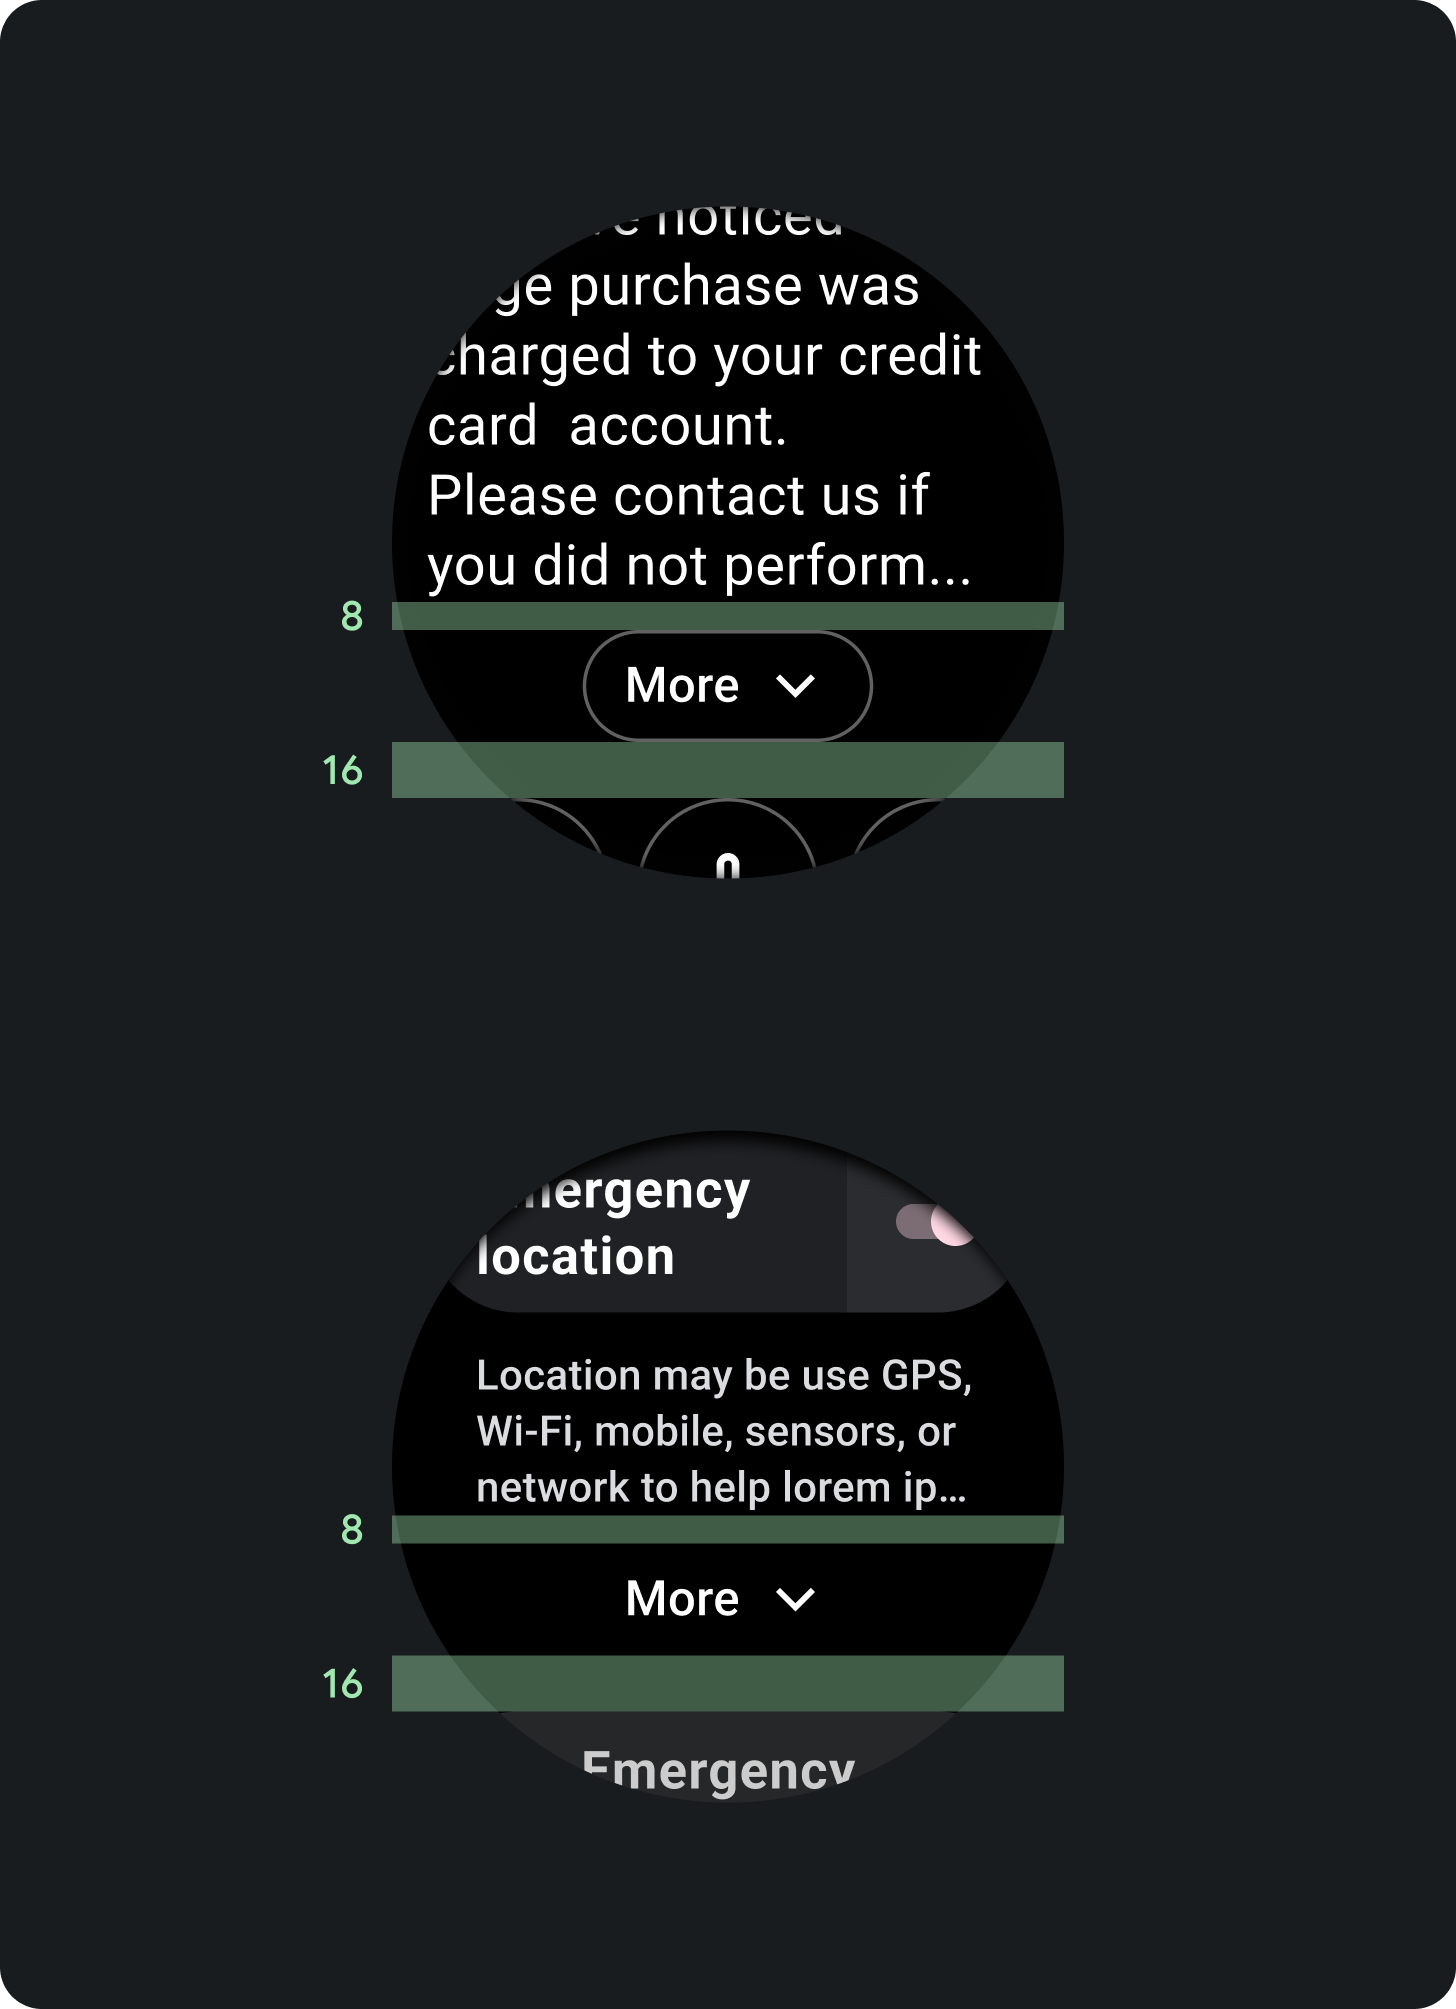 noticed
purchase was
charged to your credit
card account.
Please contact us if
you did not perform...
8
More
16
location
Location may be use GPS,
Wi-Fi, mobile, sensors, or
network to help lorem ip...
8
More
16
Emergency